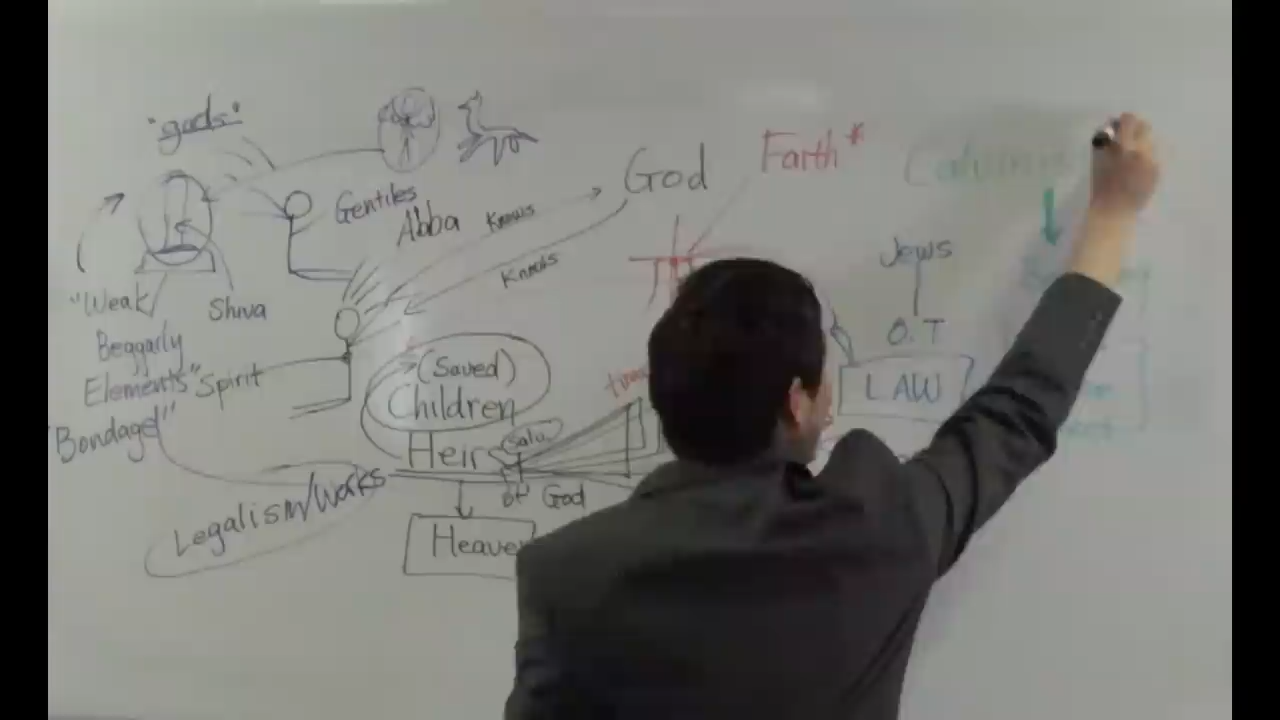 "gods"
Gentiles
God
Faith*
Abba
Knows
Knows
Jews
O.T
LAW
"Weak
Beggarly
Elements"
"Bondage"
Shiva
Spirit
(Saved)
Children
Heirs
Salv.
of God
Legalism/Works
Heaven